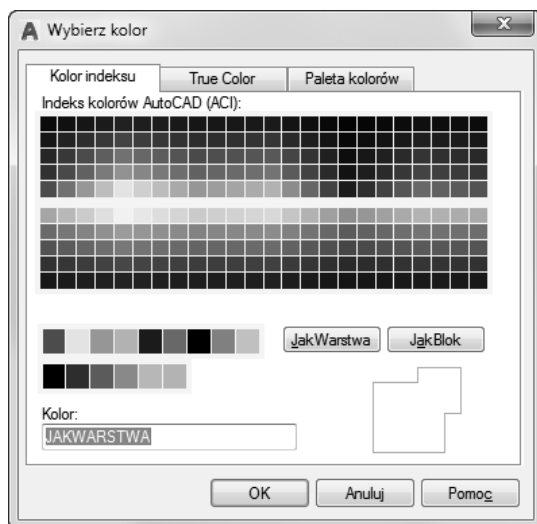 Wybierz kolor
Kolor indeksu
True Color
Paleta kolorów
Indeks kolorów AutoCAD (ACI):
JakWarstwa
JakBlok
Kolor:
JAKWARSTWA
OK
Anuluj
Pomoc